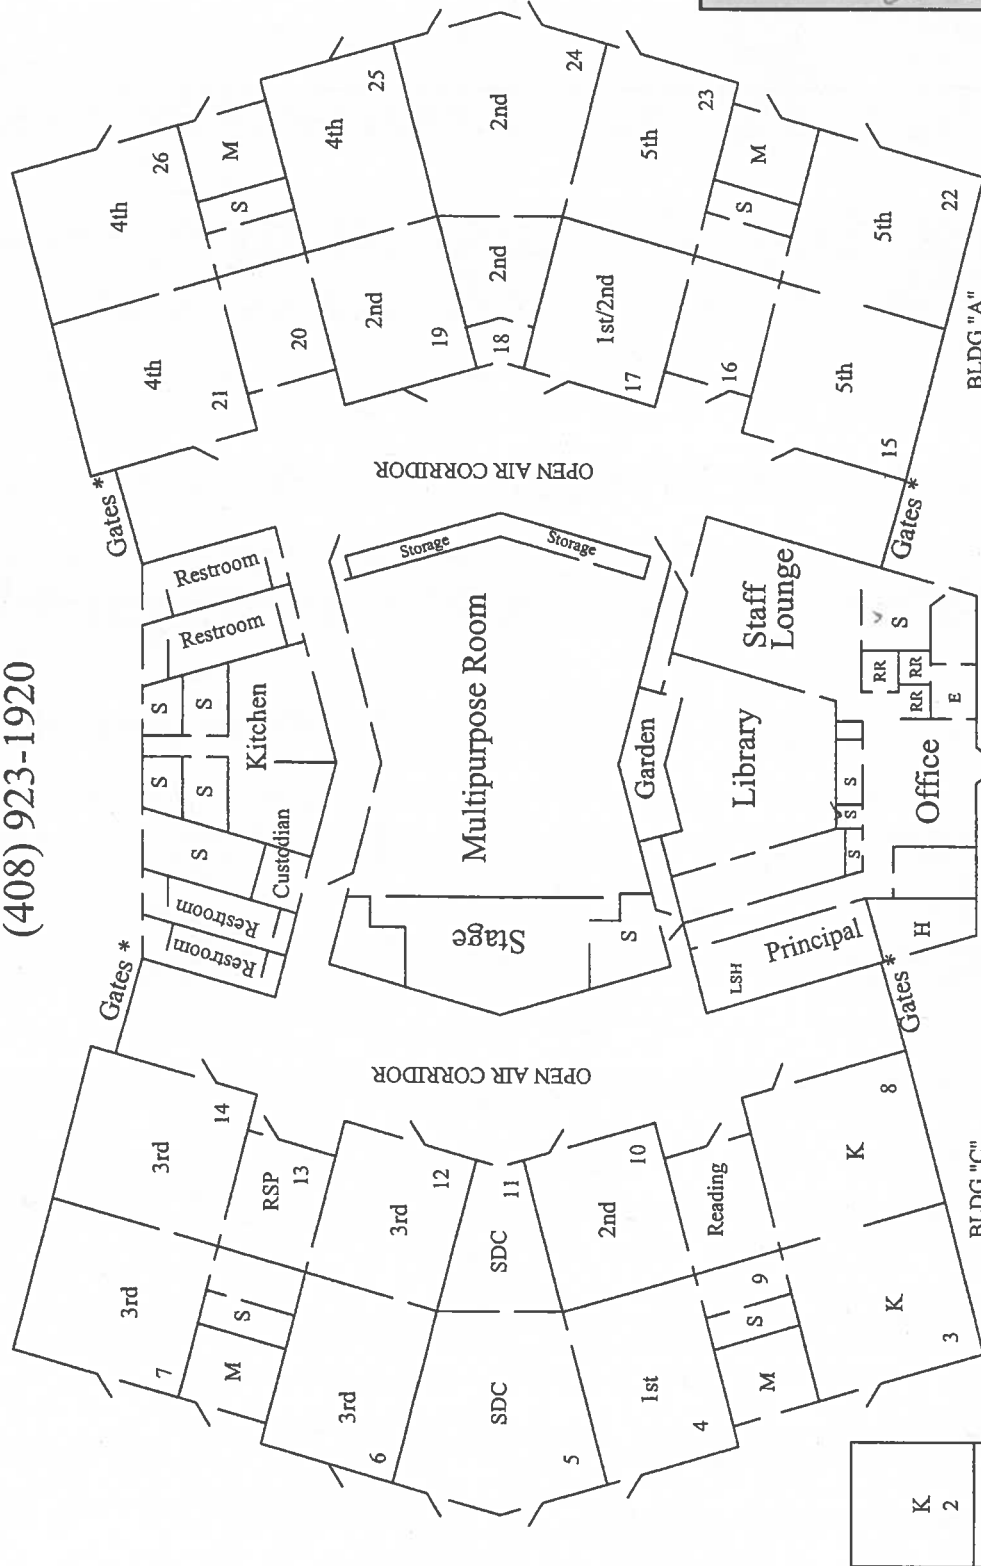 (408) 923-1920
Gates *
Gates *
3rd
7
3rd
14
M
S
RSP
13
3rd
6
3rd
12
SDC
5
SDC
11
1st
4
2nd
10
M
S
9
Reading
K
3
K
8
BLDG "C"
K
2
OPEN AIR CORRIDOR
Restroom
Restroom
S
Custodian
S
S
S
S
Kitchen
Restroom
Restroom
Stage
S
Multipurpose Room
Storage
Storage
Garden
LSH
Principal
Library
Staff
Lounge
S
S
S
RR
RR
RR
S
E
H
Office
Gates *
Gates *
OPEN AIR CORRIDOR
4th
21
4th
26
20
S
M
2nd
19
4th
25
18
2nd
2nd
24
1st/2nd
17
5th
23
16
S
M
5th
15
5th
22
BLDG "A"